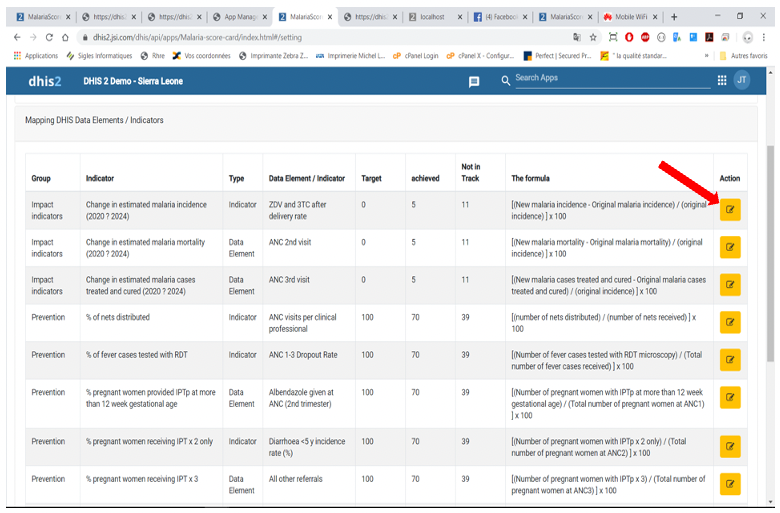 MalariaScore
https://dhis2
https://dhis2
App Manage
MalariaScore
https://dhis2
localhost
(4) Facebook
MalariaScore
Mobile WiFi
dhis2.jsi.com/dhis/api/apps/Malaria-score-card/index.html#/setting
Applications
Sigles Informatiques
Rhve
Vos coordonnées
Imprimante Zebra Z...
Imprimerie Michel L...
cPanel Login
cPanel X - Configur...
Perfect | Secured Pr...
" la qualité standar...
»
Autres favoris
dhis2 DHIS 2 Demo - Sierra Leone
Search Apps
JT
Mapping DHIS Data Elements / Indicators
Group Indicator Type Data Element / Indicator Target achieved Not in Track The formula Action
Impact indicators Change in estimated malaria incidence (2020 ? 2024) Indicator ZDV and 3TC after delivery rate 0 5 11 [(New malaria incidence - Original malaria incidence) / (original incidence) ] x 100
Impact indicators Change in estimated malaria mortality (2020 ? 2024) Data Element ANC 2nd visit 0 5 11 [(New malaria mortality - Original malaria mortality) / (original incidence) ] x 100
Impact indicators Change in estimated malaria cases treated and cured (2020 ? 2024) Data Element ANC 3rd visit 0 5 11 [(New malaria cases treated and cured - Original malaria cases treated and cured) / (original incidence) ] x 100
Prevention % of nets distributed Indicator ANC visits per clinical professional 100 70 39 [(number of nets distributed) / (number of nets received) ] x 100
Prevention % of fever cases tested with RDT Indicator ANC 1-3 Dropout Rate 100 70 39 [(Number of fever cases tested with RDT microscopy) / (Total number of fever cases received) ] x 100
Prevention % pregnant women provided IPTp at more than 12 week gestational age Data Element Albendazole given at ANC (2nd trimester) 100 70 39 [(Number of pregnant women with IPTp at more than 12 week gestational age) / (Total number of pregnant women at ANC1) ] x 100
Prevention % pregnant women receiving IPT x 2 only Indicator Diarrhoea <5 y incidence rate (%) 100 70 39 [(Number of pregnant women with IPTp x 2 only) / (Total number of pregnant women at ANC2) ] x 100
Prevention % pregnant women receiving IPT x 3 Data Element All other referrals 100 70 39 [(Number of pregnant women with IPTp x 3) / (Total number of pregnant women at ANC3) ] x 100